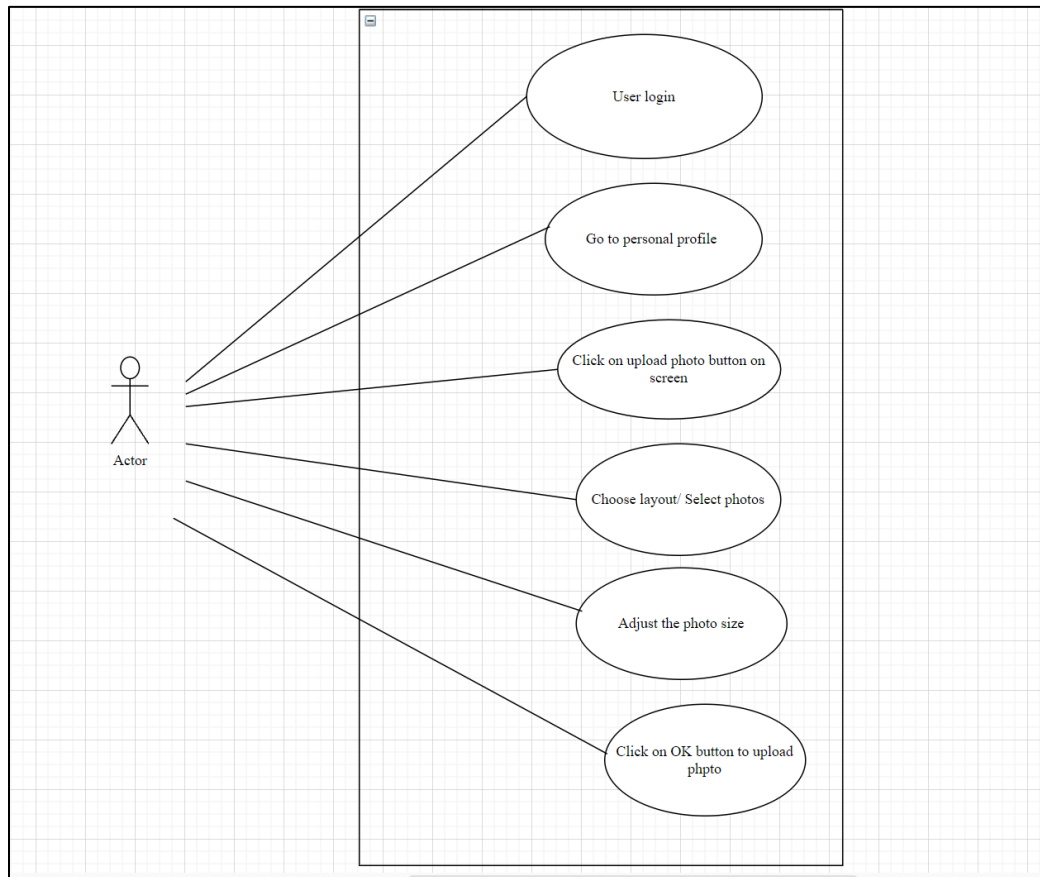 User login
Go to personal profile
Click on upload photo button on
screen
Actor
Choose layout/ Select photos
Adjust the photo size
Click on OK button to upload
phpto